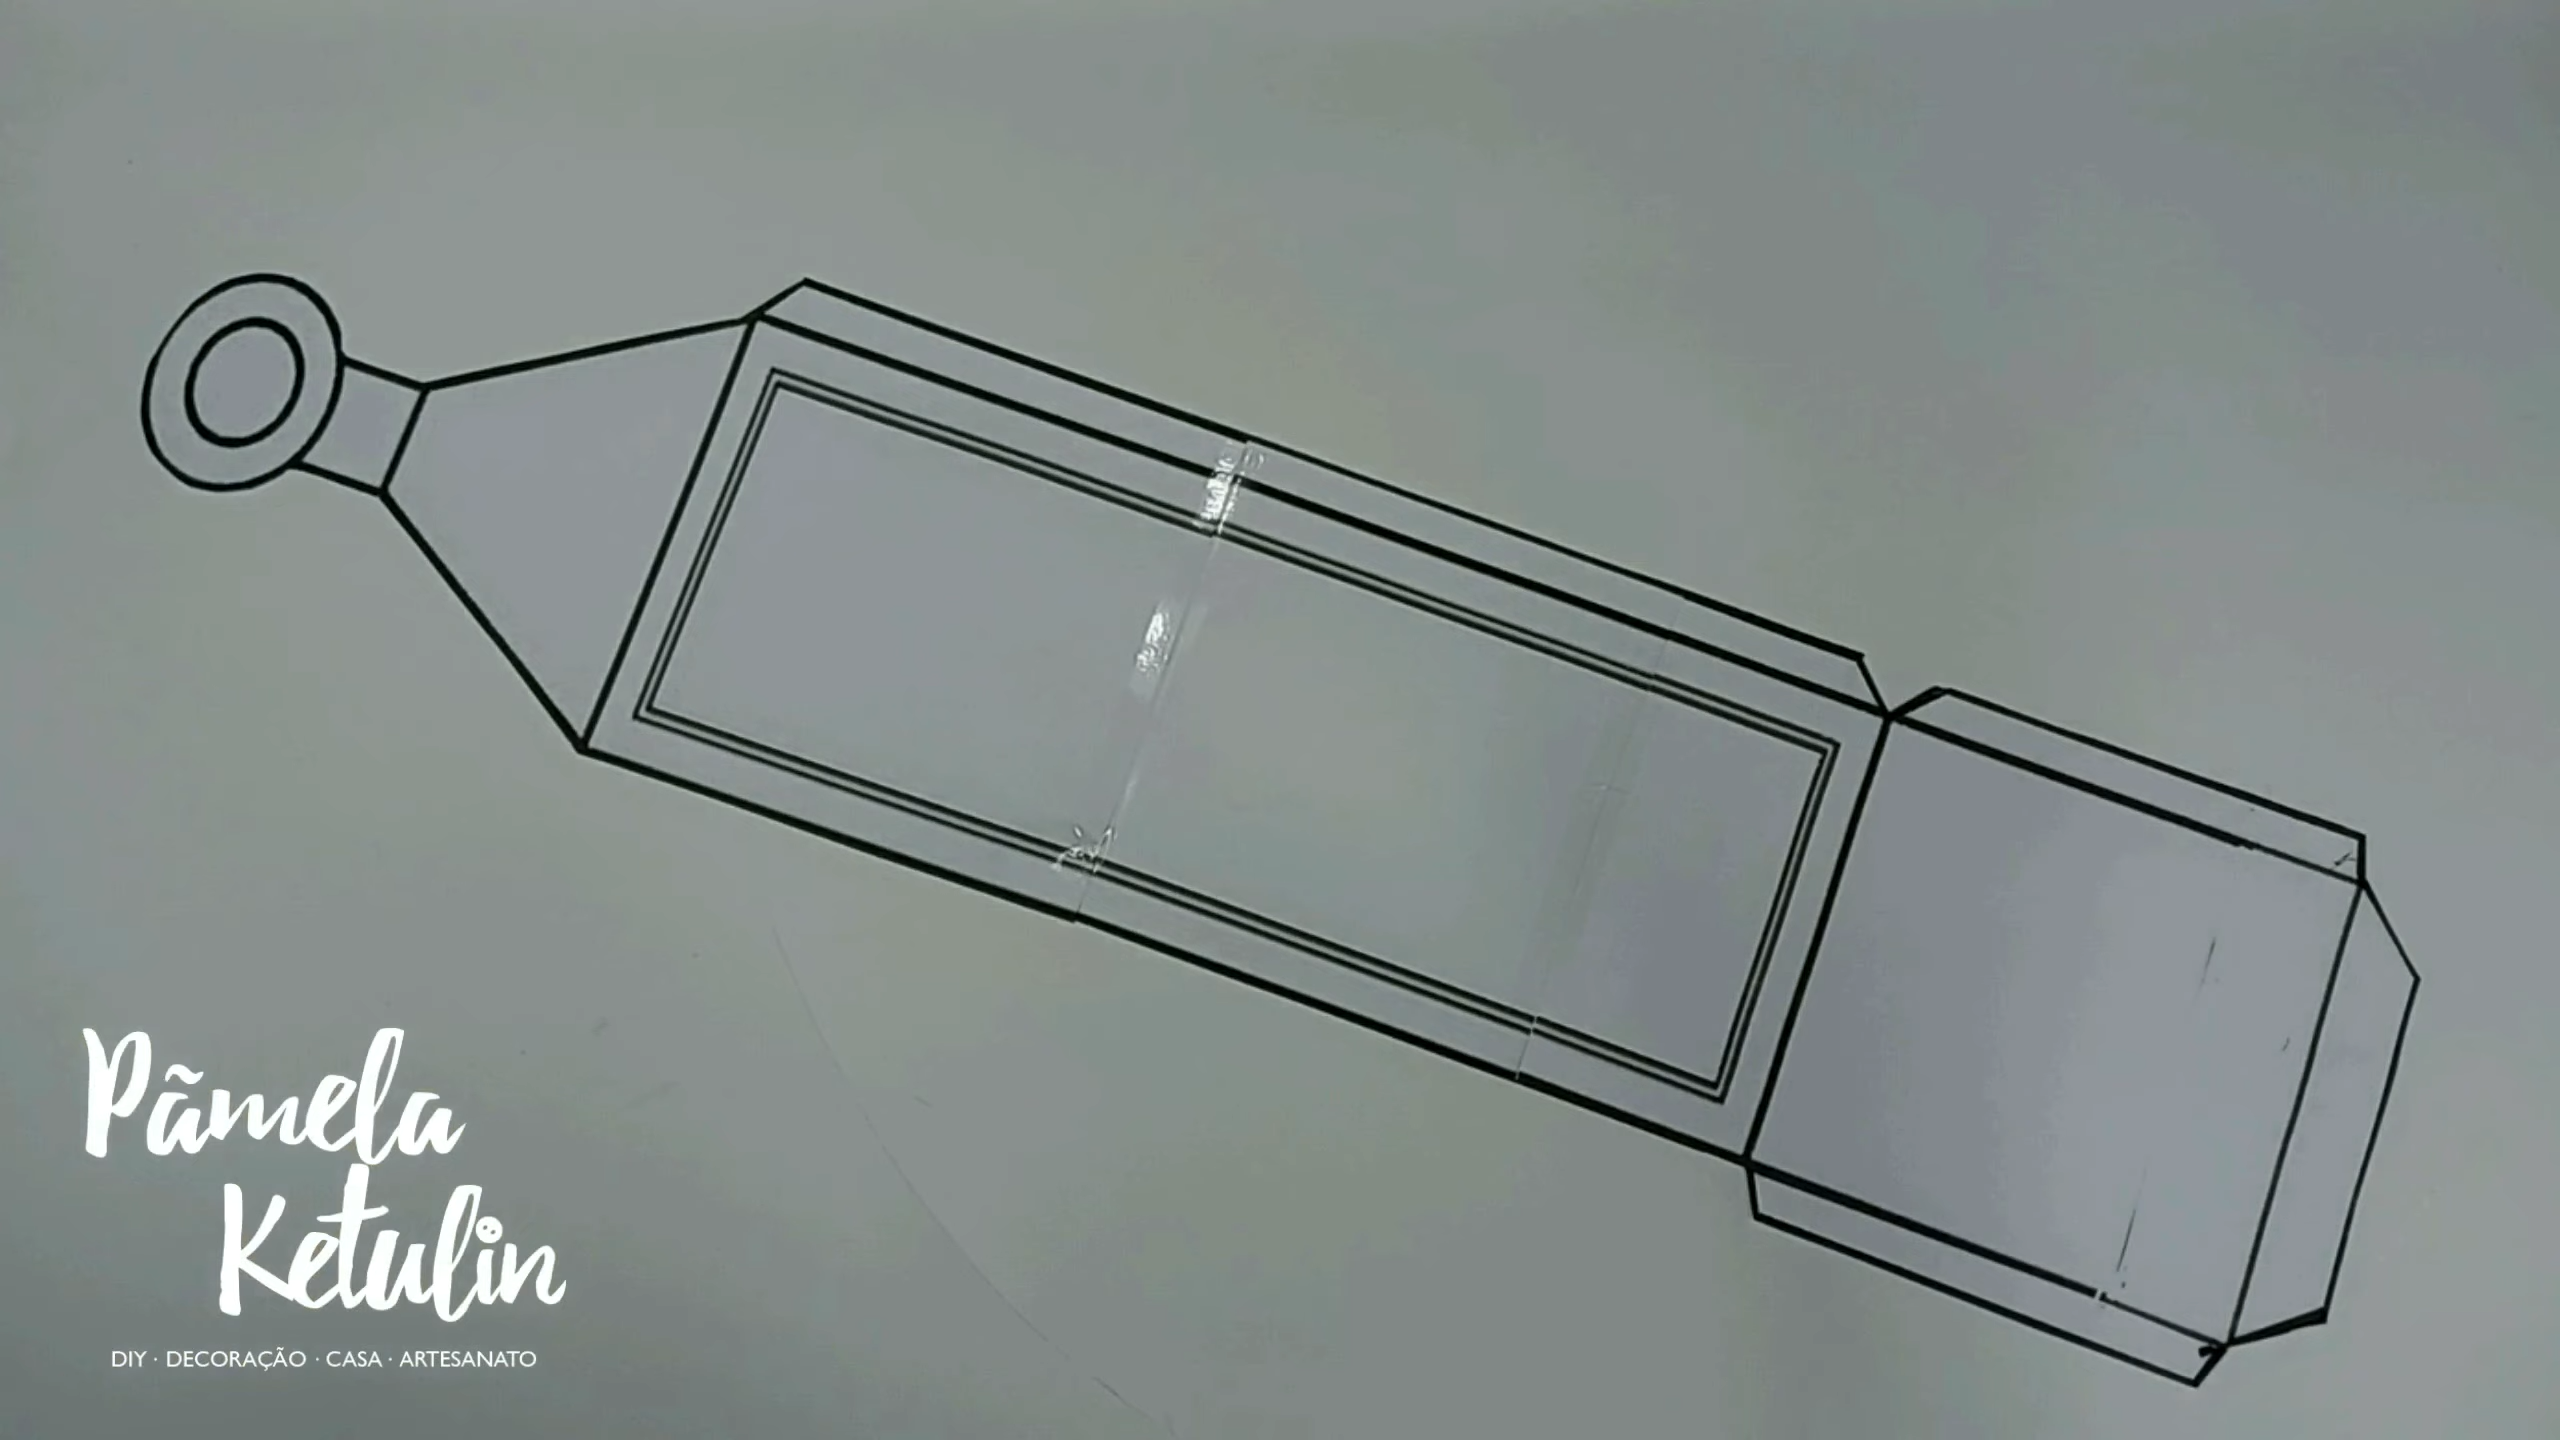 Pãmela
Ketulin
DIY · DECORAÇÃO · CASA · ARTESANATO